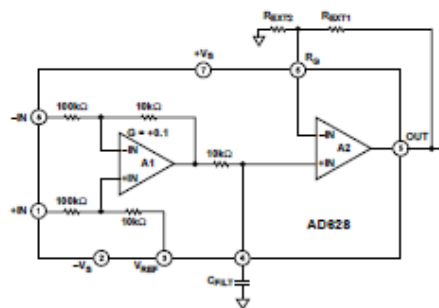 REXT2 REXT1
+VS
7
6
RG
−IN
8
100kΩ
10kΩ
G = +0.1
−IN
A1
+IN
10kΩ
−IN
A2
+IN
OUT
5
+IN
1
100kΩ
10kΩ
AD628
−VS
2
VREF
3
4
CFILT